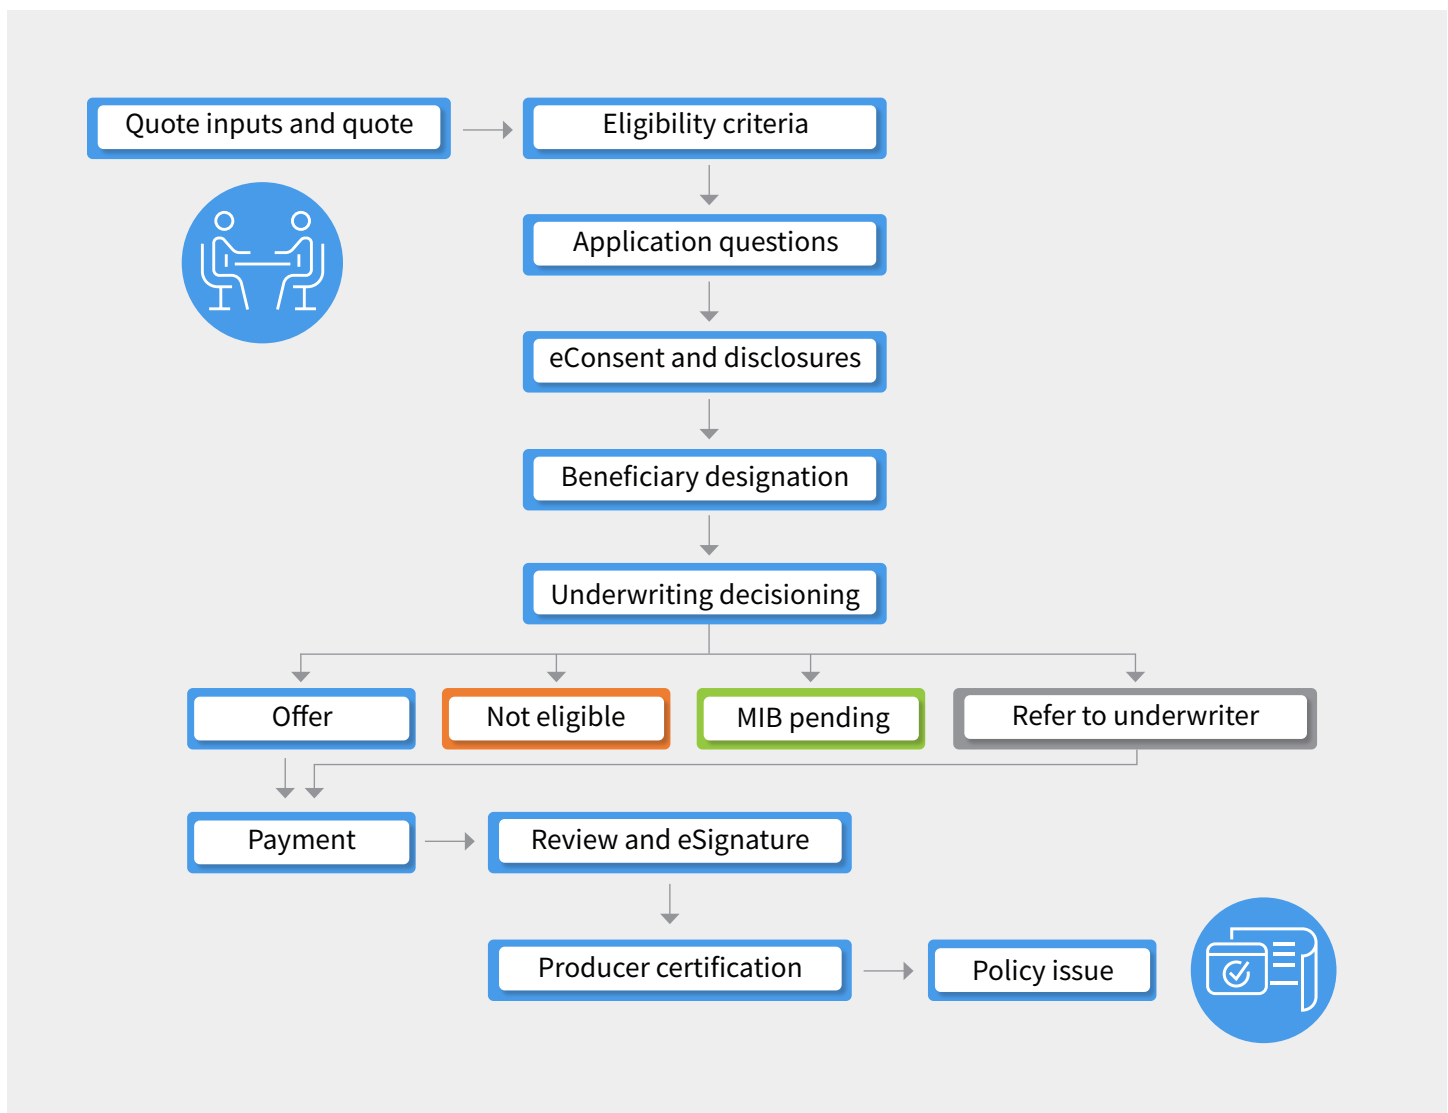 Quote inputs and quote
Eligibility criteria
Application questions
eConsent and disclosures
Beneficiary designation
Underwriting decisioning
Offer
Not eligible
MIB pending
Refer to underwriter
Payment
Review and eSignature
Producer certification
Policy issue